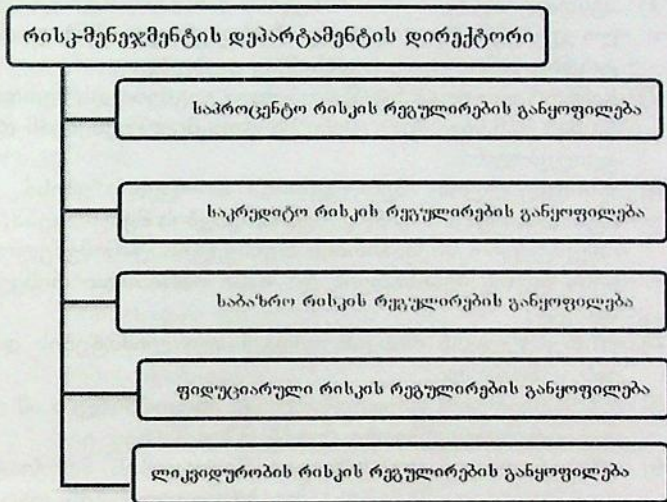 რისკ-მენეჯმენტის დეპარტამენტის დირექტორი
საპროცენტო რისკის რეგულირების განყოფილება
საკრედიტო რისკის რეგულირების განყოფილება
საბაზრო რისკის რეგულირების განყოფილება
ფიდუციარული რისკის რეგულირების განყოფილება
ლიკვიდურობის რისკის რეგულირების განყოფილება